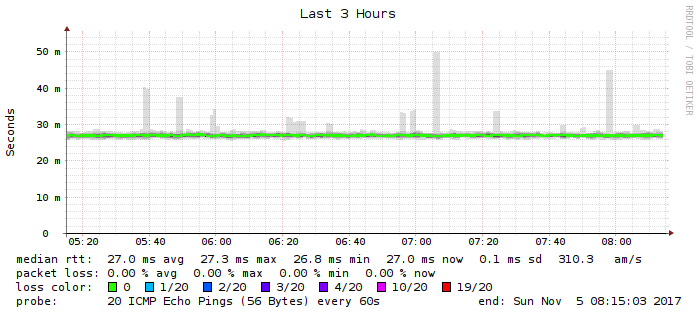 Last 3 Hours
RRDTOOL / TOBI OETIKER
Seconds
50 m
40 m
30 m
20 m
10 m
0
05:20 05:40 06:00 06:20 06:40 07:00 07:20 07:40 08:00
median rtt: 27.0 ms avg 27.3 ms max 26.8 ms min 27.0 ms now 0.1 ms sd 310.3 am/s
packet loss: 0.00 % avg 0.00 % max 0.00 % min 0.00 % now
loss color: 0 1/20 2/20 3/20 4/20 10/20 19/20
probe: 20 ICMP Echo Pings (56 Bytes) every 60s end: Sun Nov 5 08:15:03 2017